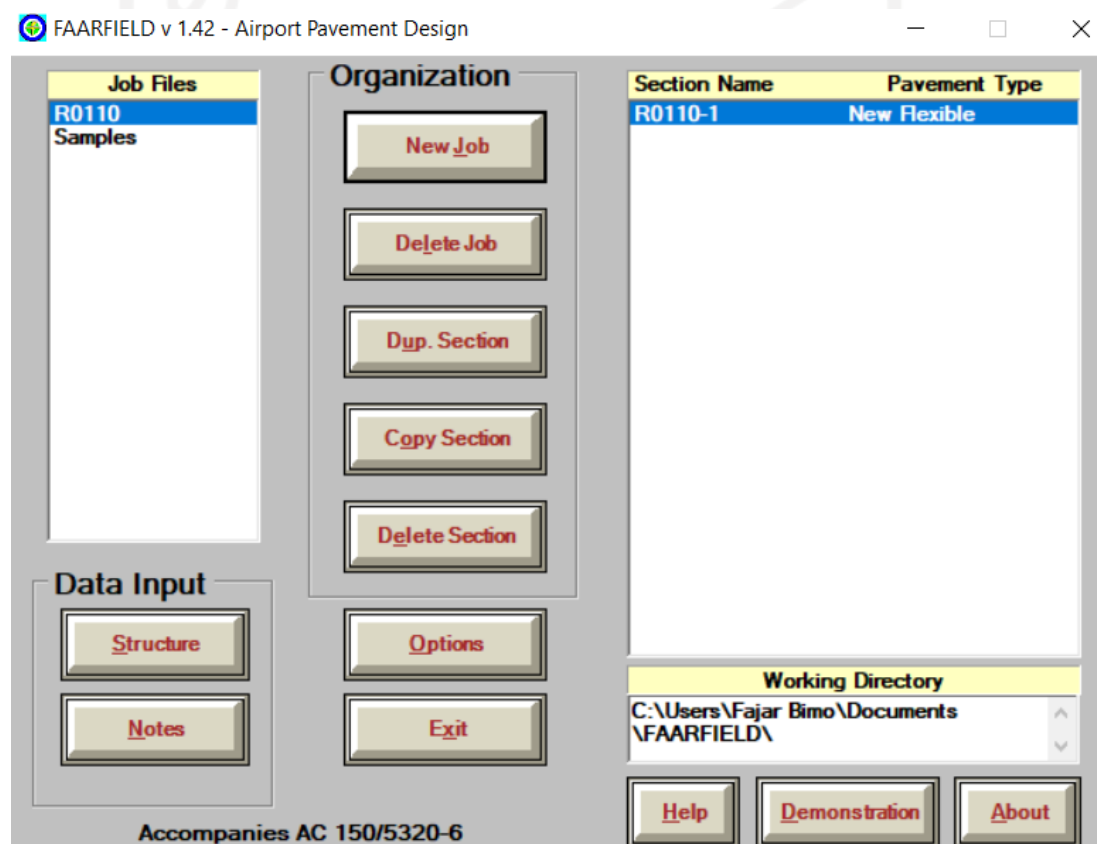 FAARFIELD v 1.42 - Airport Pavement Design
Job Files
R0110
Samples
Organization
New Job
Delete Job
Dup. Section
Copy Section
Delete Section
Section Name Pavement Type
R0110-1 New Flexible
Data Input
Structure
Notes
Options
Exit
Working Directory
C:\Users\Fajar Bimo\Documents
\FAARFIELD\
Help
Demonstration
About
Accompanies AC 150/5320-6